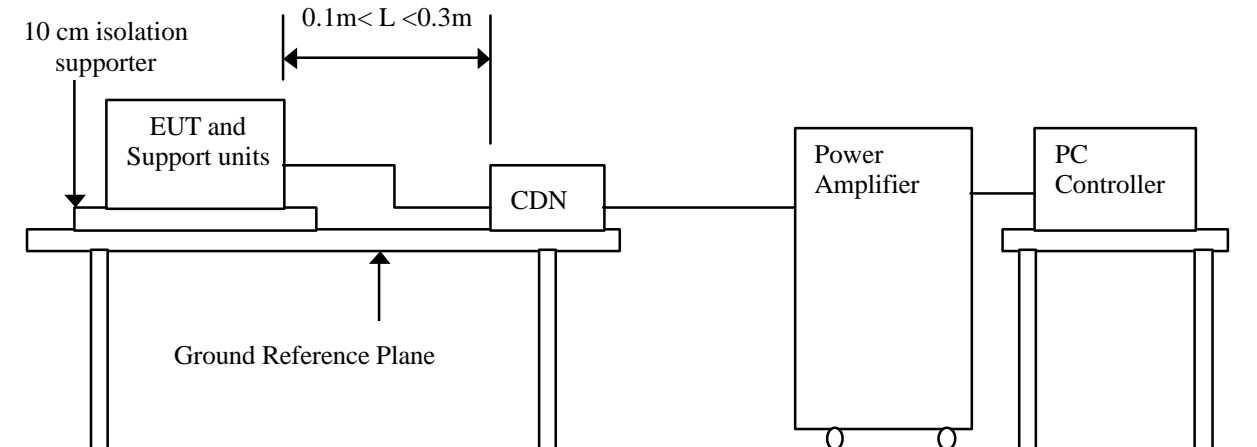 10 cm isolation
supporter
0.1m< L <0.3m
EUT and
Support units
CDN
Power
Amplifier
PC
Controller
Ground Reference Plane